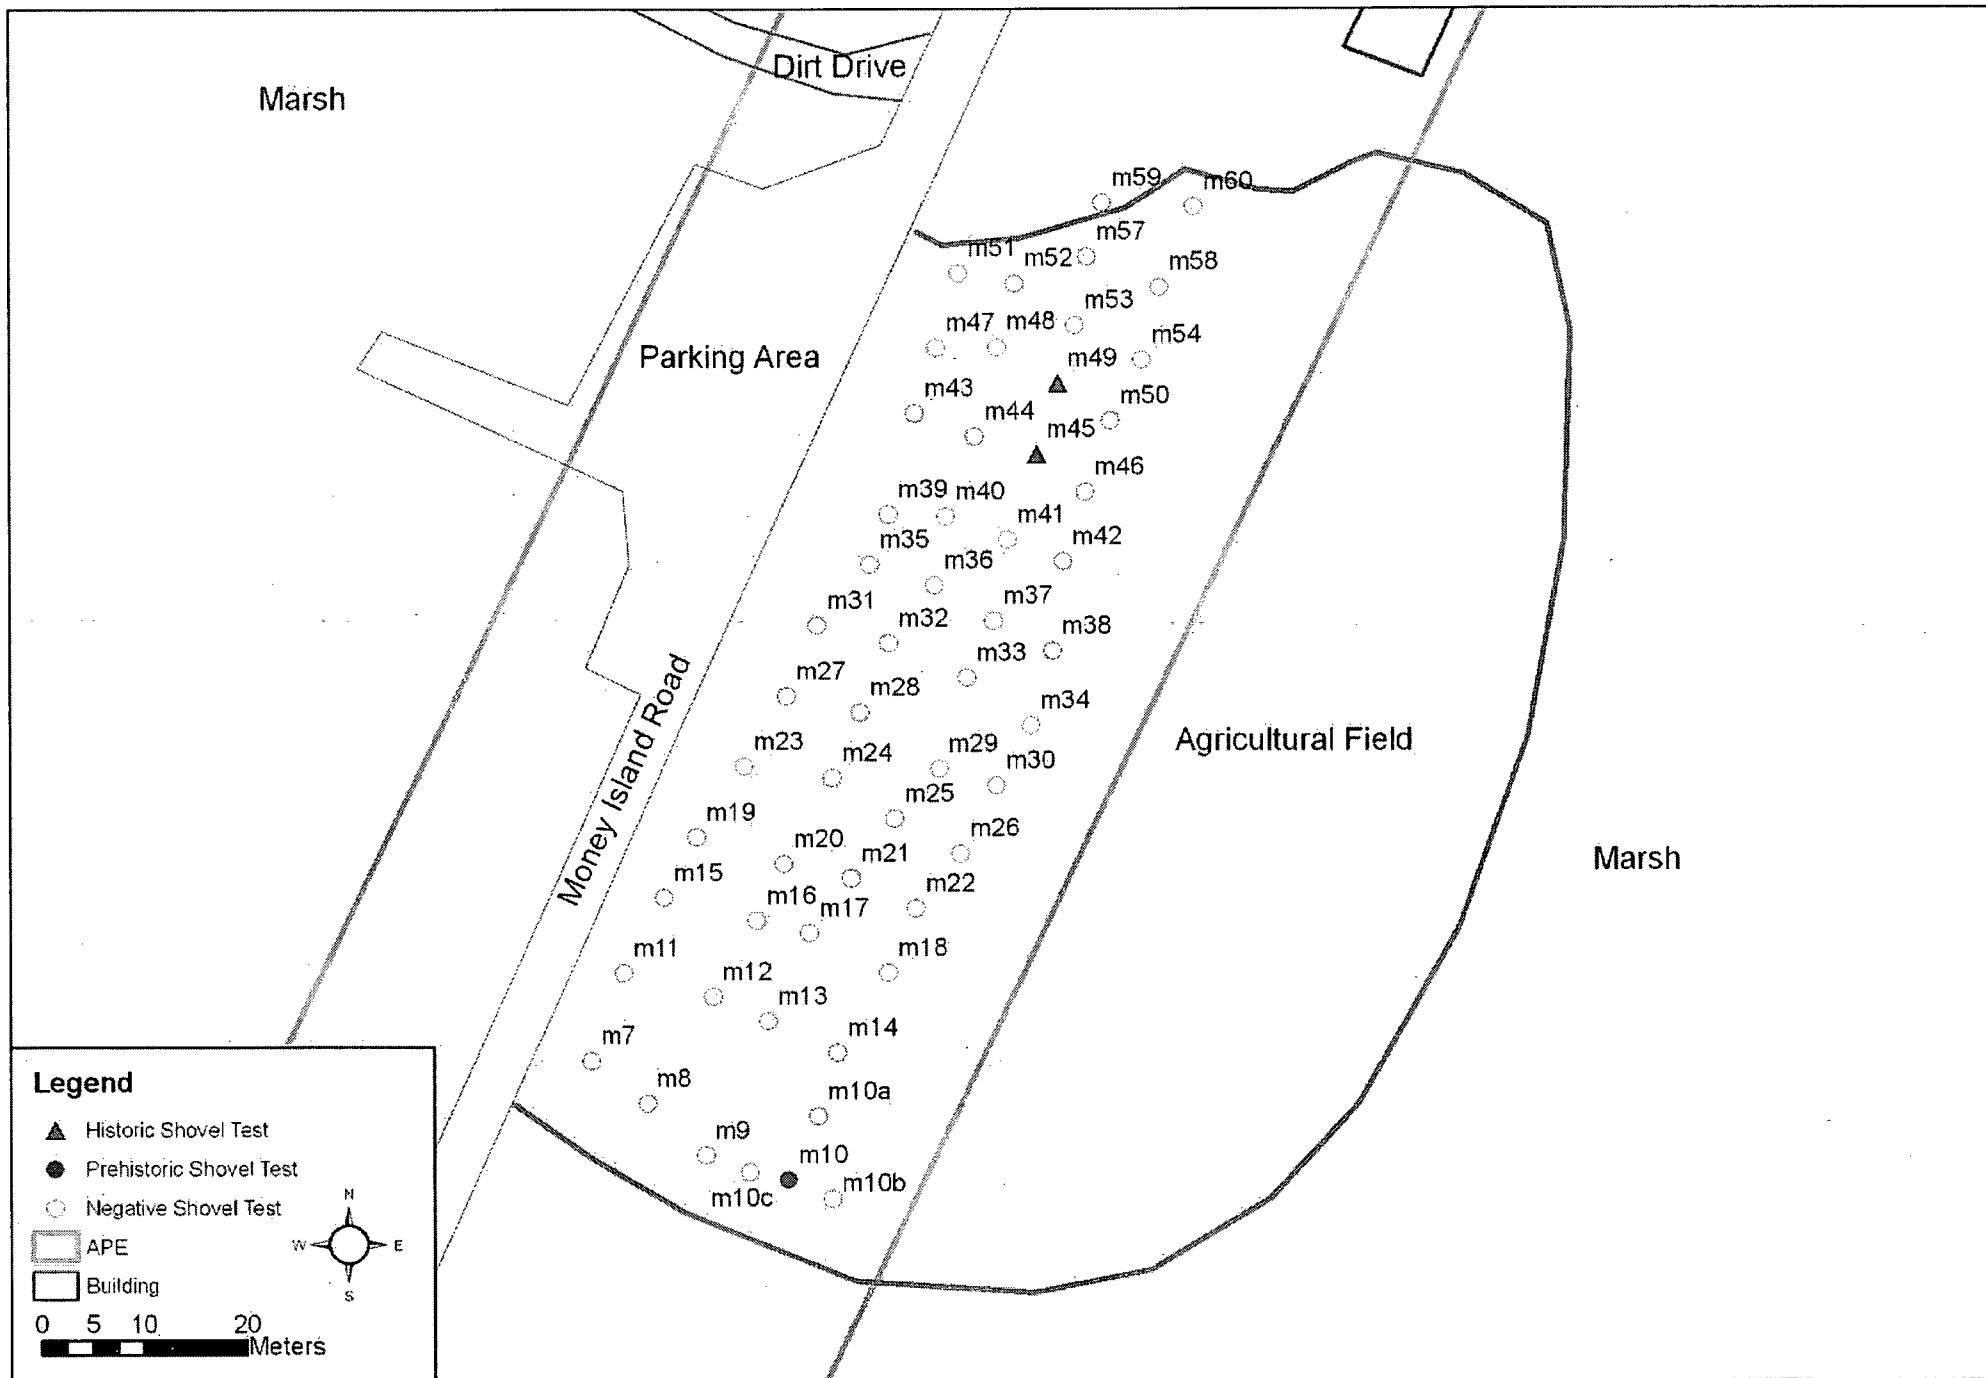 Dirt Drive
Marsh
m59
m60
m57
m51
m52
m58
m53
m47
m48
m54
Parking Area
m49
m43
m50
m44
m45
m46
m39
m40
m41
m35
m42
m36
m31
m32
m37
m38
m33
m27
m28
m34
Money Island Road
Agricultural Field
m23
m24
m29
m30
m25
m19
m20
m21
m26
Marsh
m15
m16
m17
m22
m11
m12
m18
m13
m14
m7
m8
m10a
m9
m10
m10c
m10b
Legend
Historic Shovel Test
Prehistoric Shovel Test
Negative Shovel Test
APE
Building
N
W
E
S
0 5 10 20
Meters